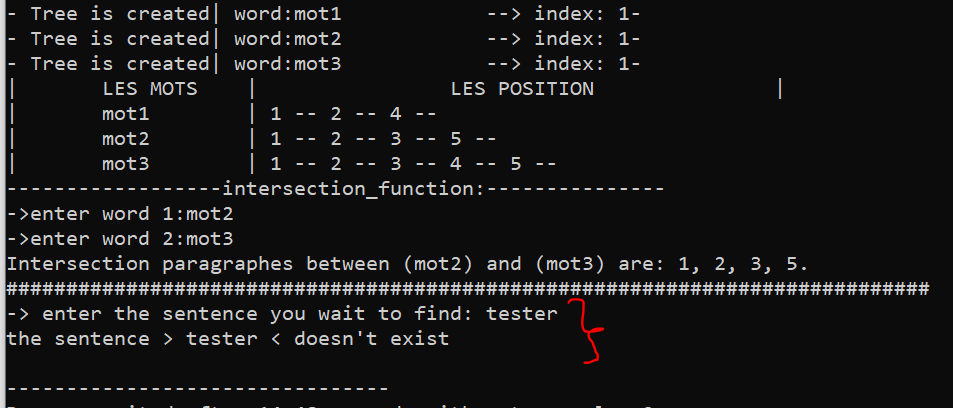 - Tree is created| word:mot1 --> index: 1-
- Tree is created| word:mot2 --> index: 1-
- Tree is created| word:mot3 --> index: 1-
| LES MOTS | LES POSITION |
| mot1 | 1 -- 2 -- 4 --
| mot2 | 1 -- 2 -- 3 -- 5 --
| mot3 | 1 -- 2 -- 3 -- 4 -- 5 --
------------------intersection_function:---------------
->enter word 1:mot2
->enter word 2:mot3
Intersection paragraphes between (mot2) and (mot3) are: 1, 2, 3, 5.
#############################################################################
-> enter the sentence you wait to find: tester
the sentence > tester < doesn't exist
--------------------------------